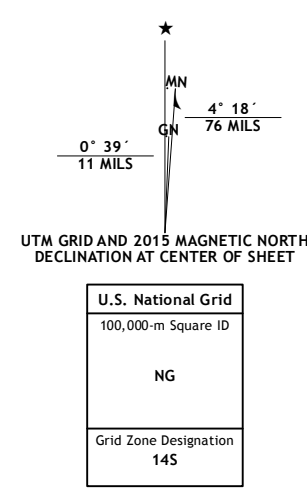 ★
MN
GN
4° 18´
76 MILS
0° 39´
11 MILS
UTM GRID AND 2015 MAGNETIC NORTH
DECLINATION AT CENTER OF SHEET
U.S. National Grid
100,000-m Square ID
NG
Grid Zone Designation
14S